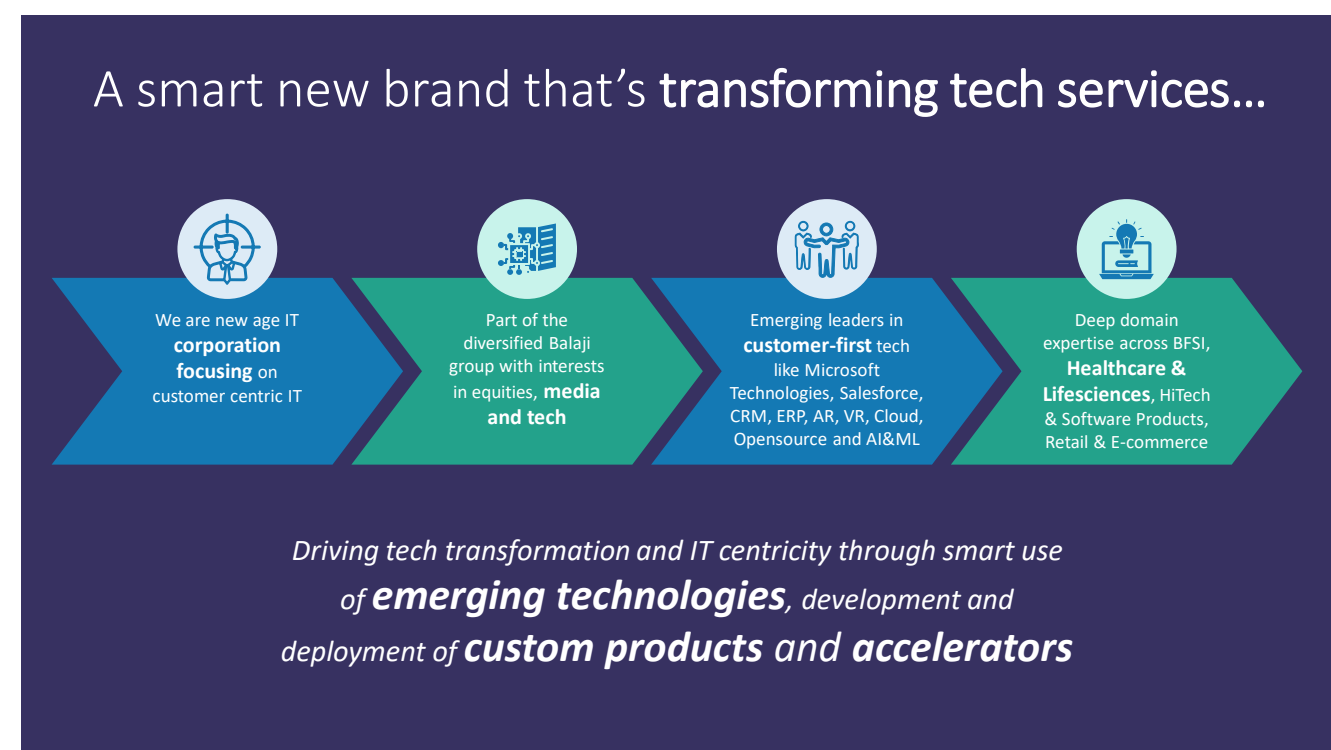 A smart new brand that’s transforming tech services…
We are new age IT
corporation
focusing on
customer centric IT
Part of the
diversified Balaji
group with interests
in equities, media
and tech
Emerging leaders in
customer-first tech
like Microsoft
Technologies, Salesforce,
CRM, ERP, AR, VR, Cloud,
Opensource and AI&ML
Deep domain
expertise across BFSI,
Healthcare &
Lifesciences, HiTech
& Software Products,
Retail & E-commerce
Driving tech transformation and IT centricity through smart use
of emerging technologies, development and
deployment of custom products and accelerators